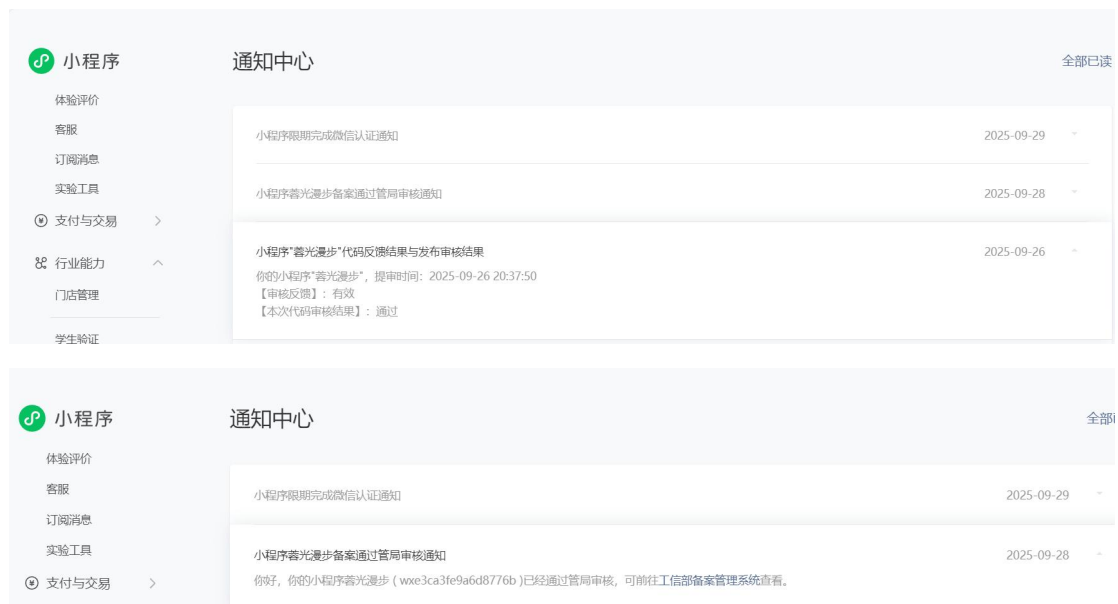 小程序
通知中心
全部已读
体验评价
客服
小程序限期完成微信认证通知
2025-09-29
订阅消息
实验工具
小程序蓉光漫步备案通过管局审核通知
2025-09-28
支付与交易
小程序"蓉光漫步"代码反馈结果与发布审核结果
2025-09-26
行业能力
你的小程序"蓉光漫步"，提审时间：2025-09-26 20:37:50
【审核反馈】：有效
门店管理
【本次代码审核结果】：通过
学生验证
小程序
通知中心
全部
体验评价
客服
小程序限期完成微信认证通知
2025-09-29
订阅消息
实验工具
小程序蓉光漫步备案通过管局审核通知
2025-09-28
支付与交易
你好，你的小程序蓉光漫步 ( wxe3ca3fe9a6d8776b )已经通过管局审核，可前往工信部备案管理系统查看。